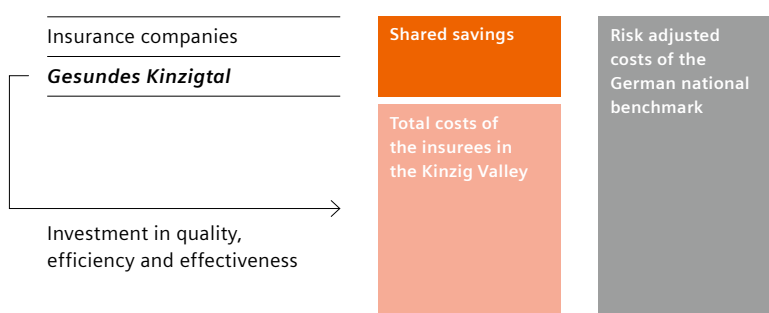 Insurance companies
Gesundes Kinzigtal
Investment in quality,
efficiency and effectiveness
Shared savings
Total costs of
the insurees in
the Kinzig Valley
Risk adjusted
costs of the
German national
benchmark